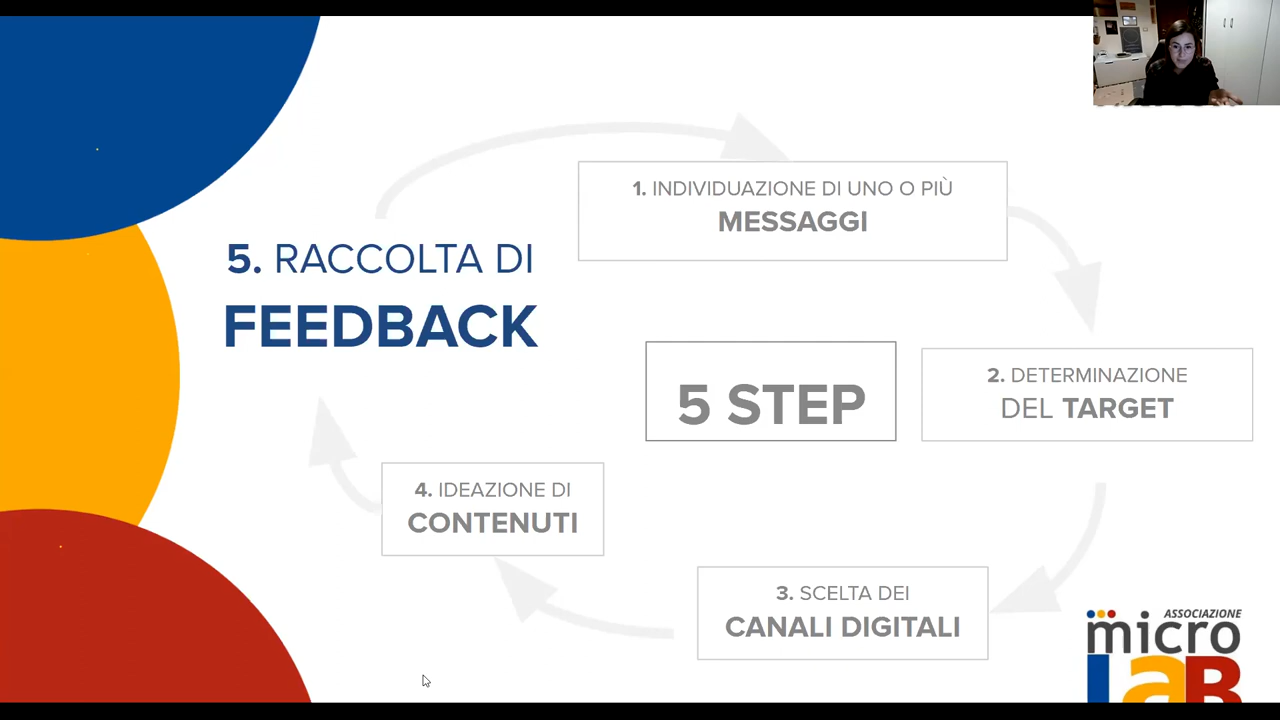 1. INDIVIDUAZIONE DI UNO O PIÙ
MESSAGGI
5. RACCOLTA DI
FEEDBACK
5 STEP
2. DETERMINAZIONE
DEL TARGET
4. IDEAZIONE DI
CONTENUTI
3. SCELTA DEI
CANALI DIGITALI
ASSOCIAZIONE
micro
LaB